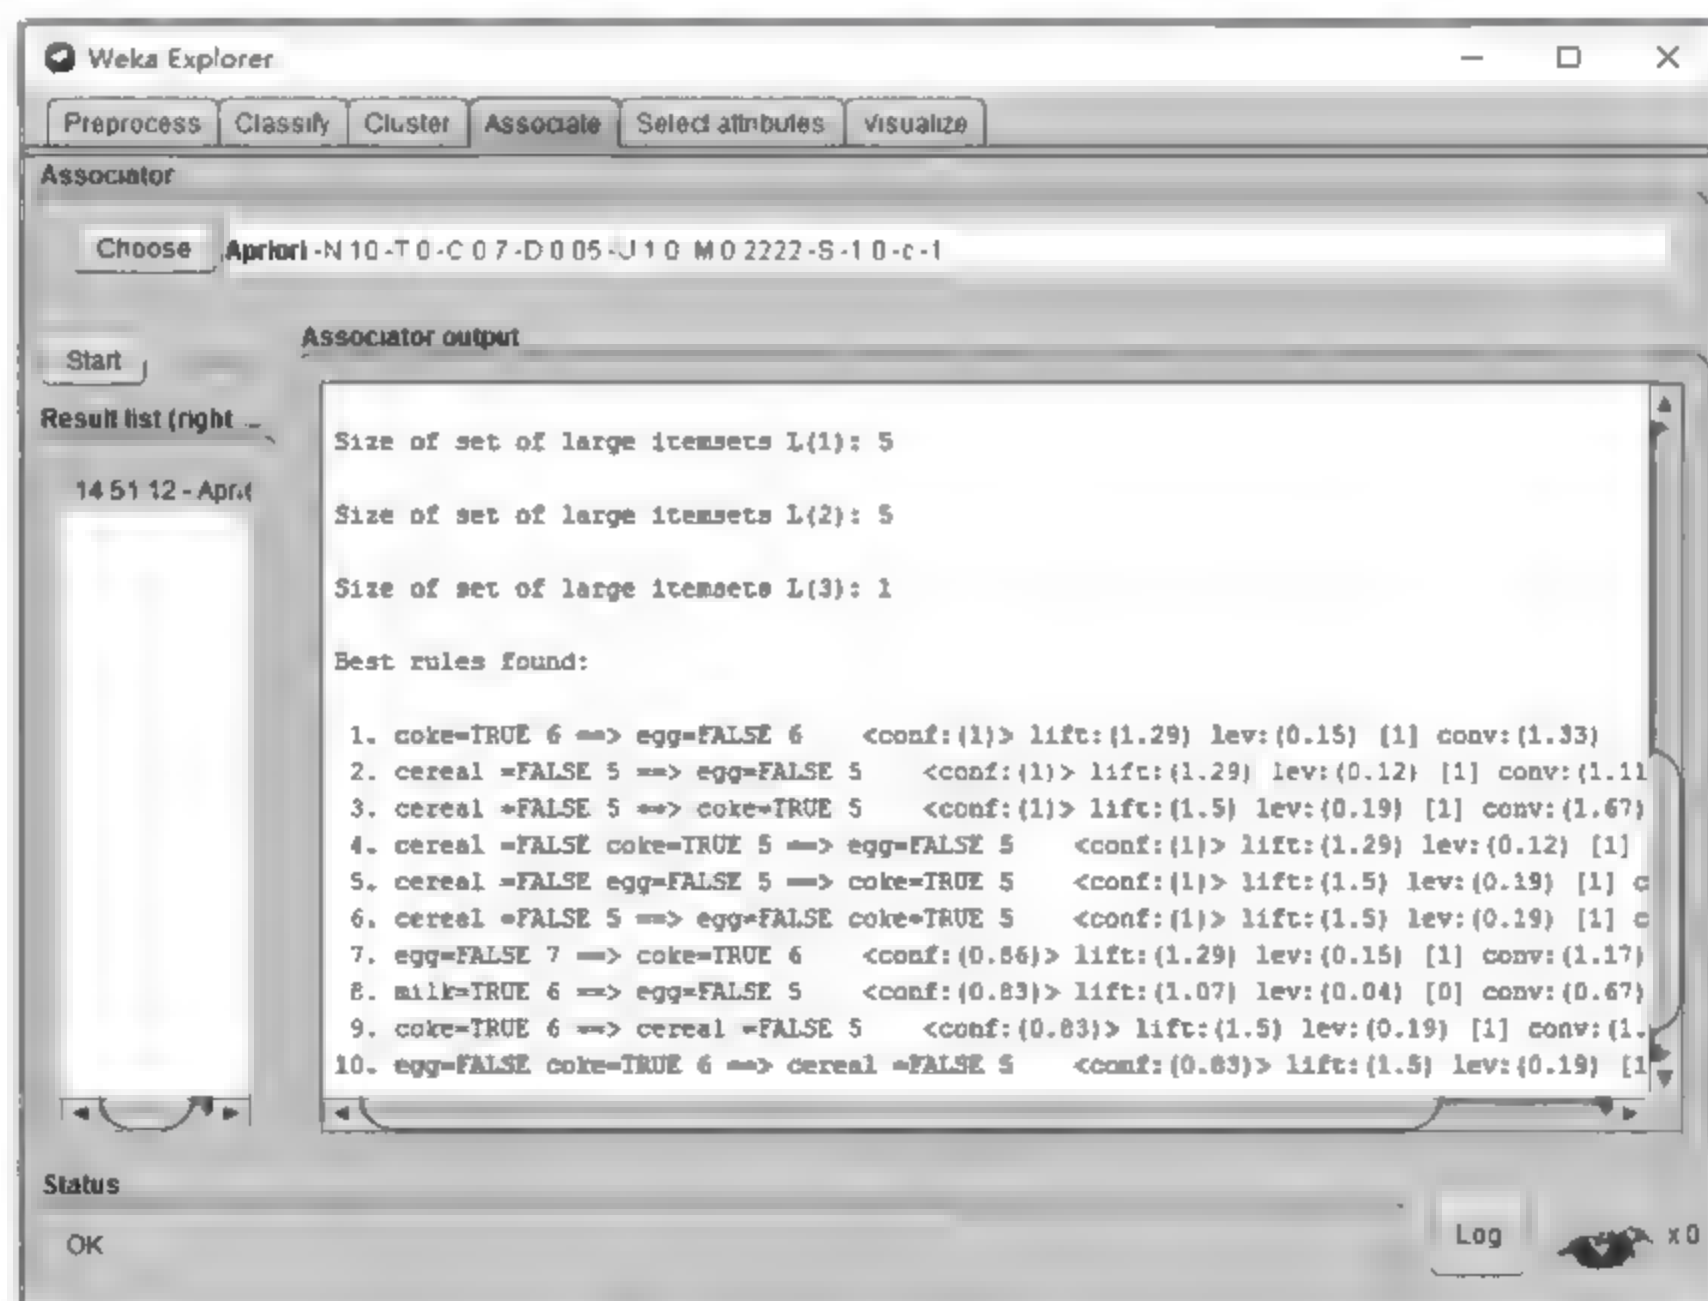 Weka Explorer
Preprocess Classify Cluster Associate Select attributes Visualize
Associator
Choose Apriori -N 10 -T 0 -C 0 7 -D 0 05 -U 1 0 M 0 2222 -S -1 0 -c -1
Start
Associator output
Result list (right ...
14 51 12 - Apri
Size of set of large itemsets L(1): 5
Size of set of large itemsets L(2): 5
Size of set of large itemsets L(3): 1
Best rules found:
1. coke=TRUE 6 ==> egg=FALSE 6 <conf:(1)> lift:(1.29) lev:(0.15) [1] conv:(1.33)
2. cereal =FALSE 5 ==> egg=FALSE 5 <conf:(1)> lift:(1.29) lev:(0.12) [1] conv:(1.11
3. cereal =FALSE 5 ==> coke=TRUE 5 <conf:(1)> lift:(1.5) lev:(0.19) [1] conv:(1.67)
4. cereal =FALSE coke=TRUE 5 ==> egg=FALSE 5 <conf:(1)> lift:(1.29) lev:(0.12) [1]
5. cereal =FALSE egg=FALSE 5 ==> coke=TRUE 5 <conf:(1)> lift:(1.5) lev:(0.19) [1] c
6. cereal =FALSE 5 ==> egg=FALSE coke=TRUE 5 <conf:(1)> lift:(1.5) lev:(0.19) [1] c
7. egg=FALSE 7 ==> coke=TRUE 6 <conf:(0.86)> lift:(1.29) lev:(0.15) [1] conv:(1.17)
8. milk=TRUE 6 ==> egg=FALSE 5 <conf:(0.83)> lift:(1.07) lev:(0.04) [0] conv:(0.67)
9. coke=TRUE 6 ==> cereal =FALSE 5 <conf:(0.83)> lift:(1.5) lev:(0.19) [1] conv:(1.
10. egg=FALSE coke=TRUE 6 ==> cereal =FALSE 5 <conf:(0.83)> lift:(1.5) lev:(0.19) [1
Status
OK
Log
x 0